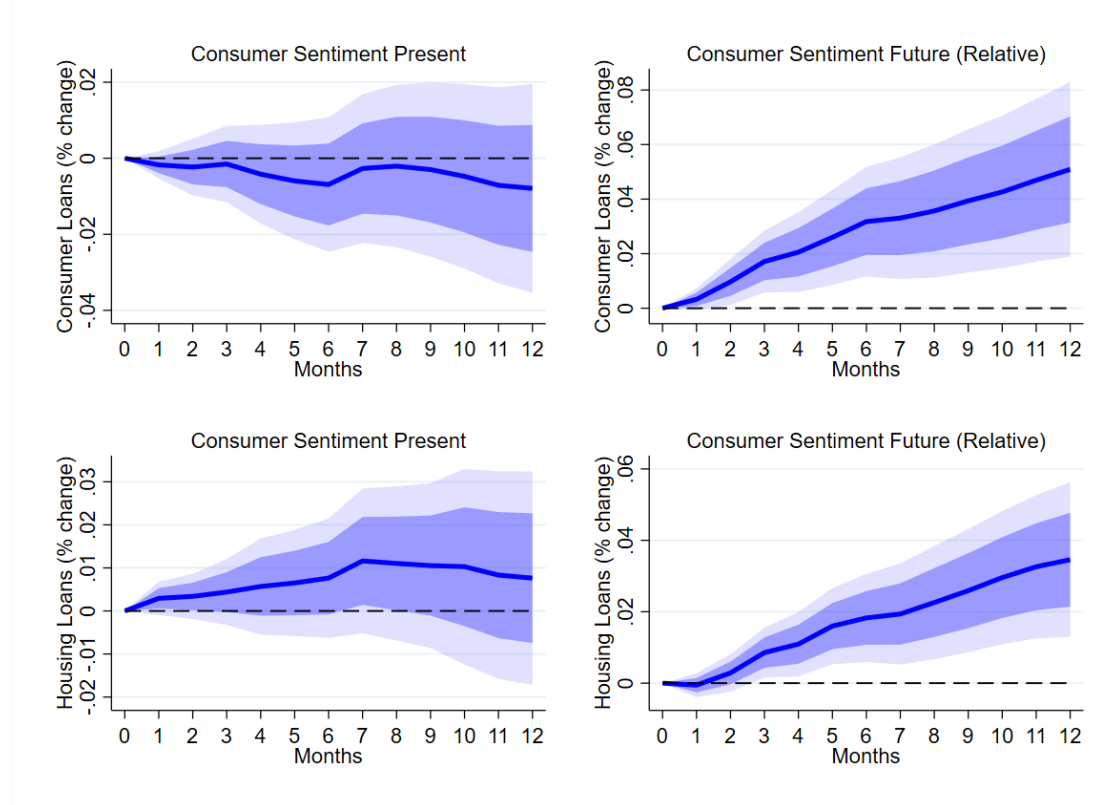 Consumer Sentiment Present
Consumer Loans (% change)
.02
0
-.02
-.04
0 1 2 3 4 5 6 7 8 9 10 11 12
Months
Consumer Sentiment Future (Relative)
Consumer Loans (% change)
.08
.06
.04
.02
0
0 1 2 3 4 5 6 7 8 9 10 11 12
Months
Consumer Sentiment Present
Housing Loans (% change)
.03
.02
.01
0
-.01
-.02
0 1 2 3 4 5 6 7 8 9 10 11 12
Months
Consumer Sentiment Future (Relative)
Housing Loans (% change)
.06
.04
.02
0
0 1 2 3 4 5 6 7 8 9 10 11 12
Months